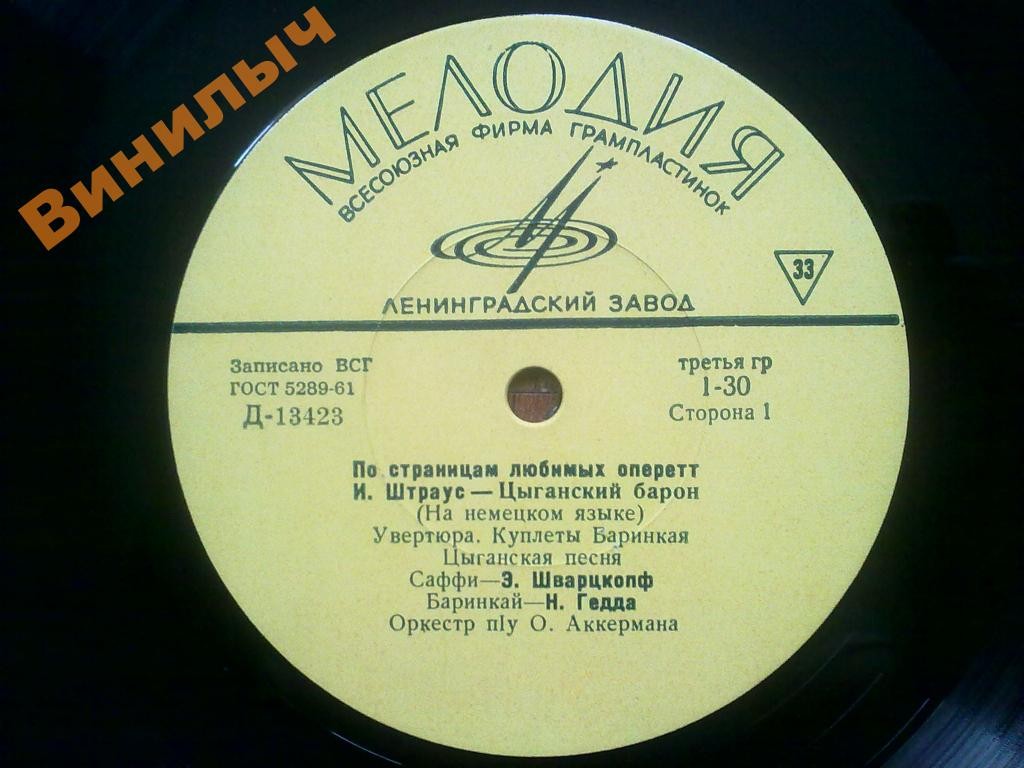 Винилыч
МЕЛОДИЯ
ВСЕСОЮЗНАЯ ФИРМА ГРАМПЛАСТИНОК
33
ЛЕНИНГРАДСКИЙ ЗАВОД
Записано ВСГ
ГОСТ 5289-61
Д-13423
третья гр
1-30
Сторона 1
По страницам любимых оперетт
И. Штраус — Цыганский барон
(На немецком языке)
Увертюра. Куплеты Баринкая
Цыганская песня
Саффи—Э. Шварцкопф
Баринкай—Н. Гедда
Оркестр п/у О. Аккермана